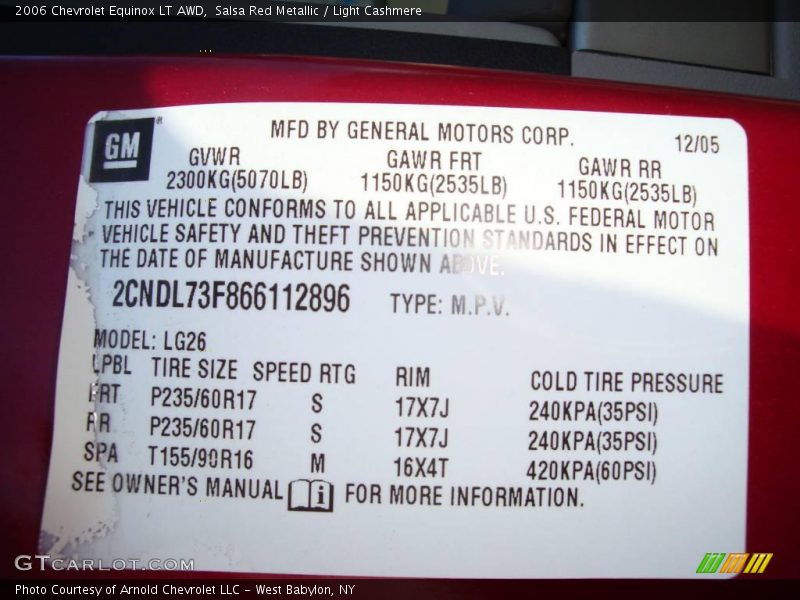 2006 Chevrolet Equinox LT AWD, Salsa Red Metallic / Light Cashmere
GM
MFD BY GENERAL MOTORS CORP. 12/05
GVWR GAWR FRT GAWR RR
2300KG(5070LB) 1150KG(2535LB) 1150KG(2535LB)
THIS VEHICLE CONFORMS TO ALL APPLICABLE U.S. FEDERAL MOTOR
VEHICLE SAFETY AND THEFT PREVENTION STANDARDS IN EFFECT ON
THE DATE OF MANUFACTURE SHOWN ABOVE.
2CNDL73F866112896 TYPE: M.P.V.
MODEL: LG26
LPBL TIRE SIZE SPEED RTG RIM COLD TIRE PRESSURE
FRT P235/60R17 S 17X7J 240KPA(35PSI)
RR P235/60R17 S 17X7J 240KPA(35PSI)
SPA T155/90R16 M 16X4T 420KPA(60PSI)
SEE OWNER'S MANUAL i FOR MORE INFORMATION.
GTCARLOT.COM
Photo Courtesy of Arnold Chevrolet LLC - West Babylon, NY